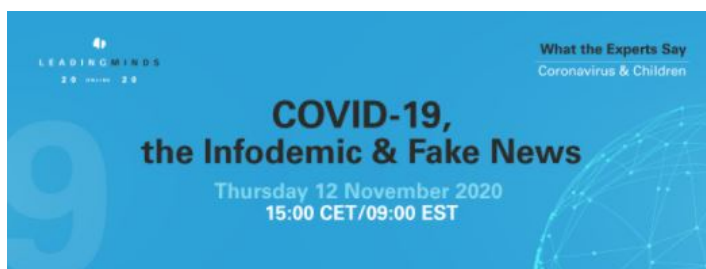 LEADINGMINDS
20 ONLINE 20
What the Experts Say
Coronavirus & Children
COVID-19,
the Infodemic & Fake News
Thursday 12 November 2020
15:00 CET/09:00 EST
9